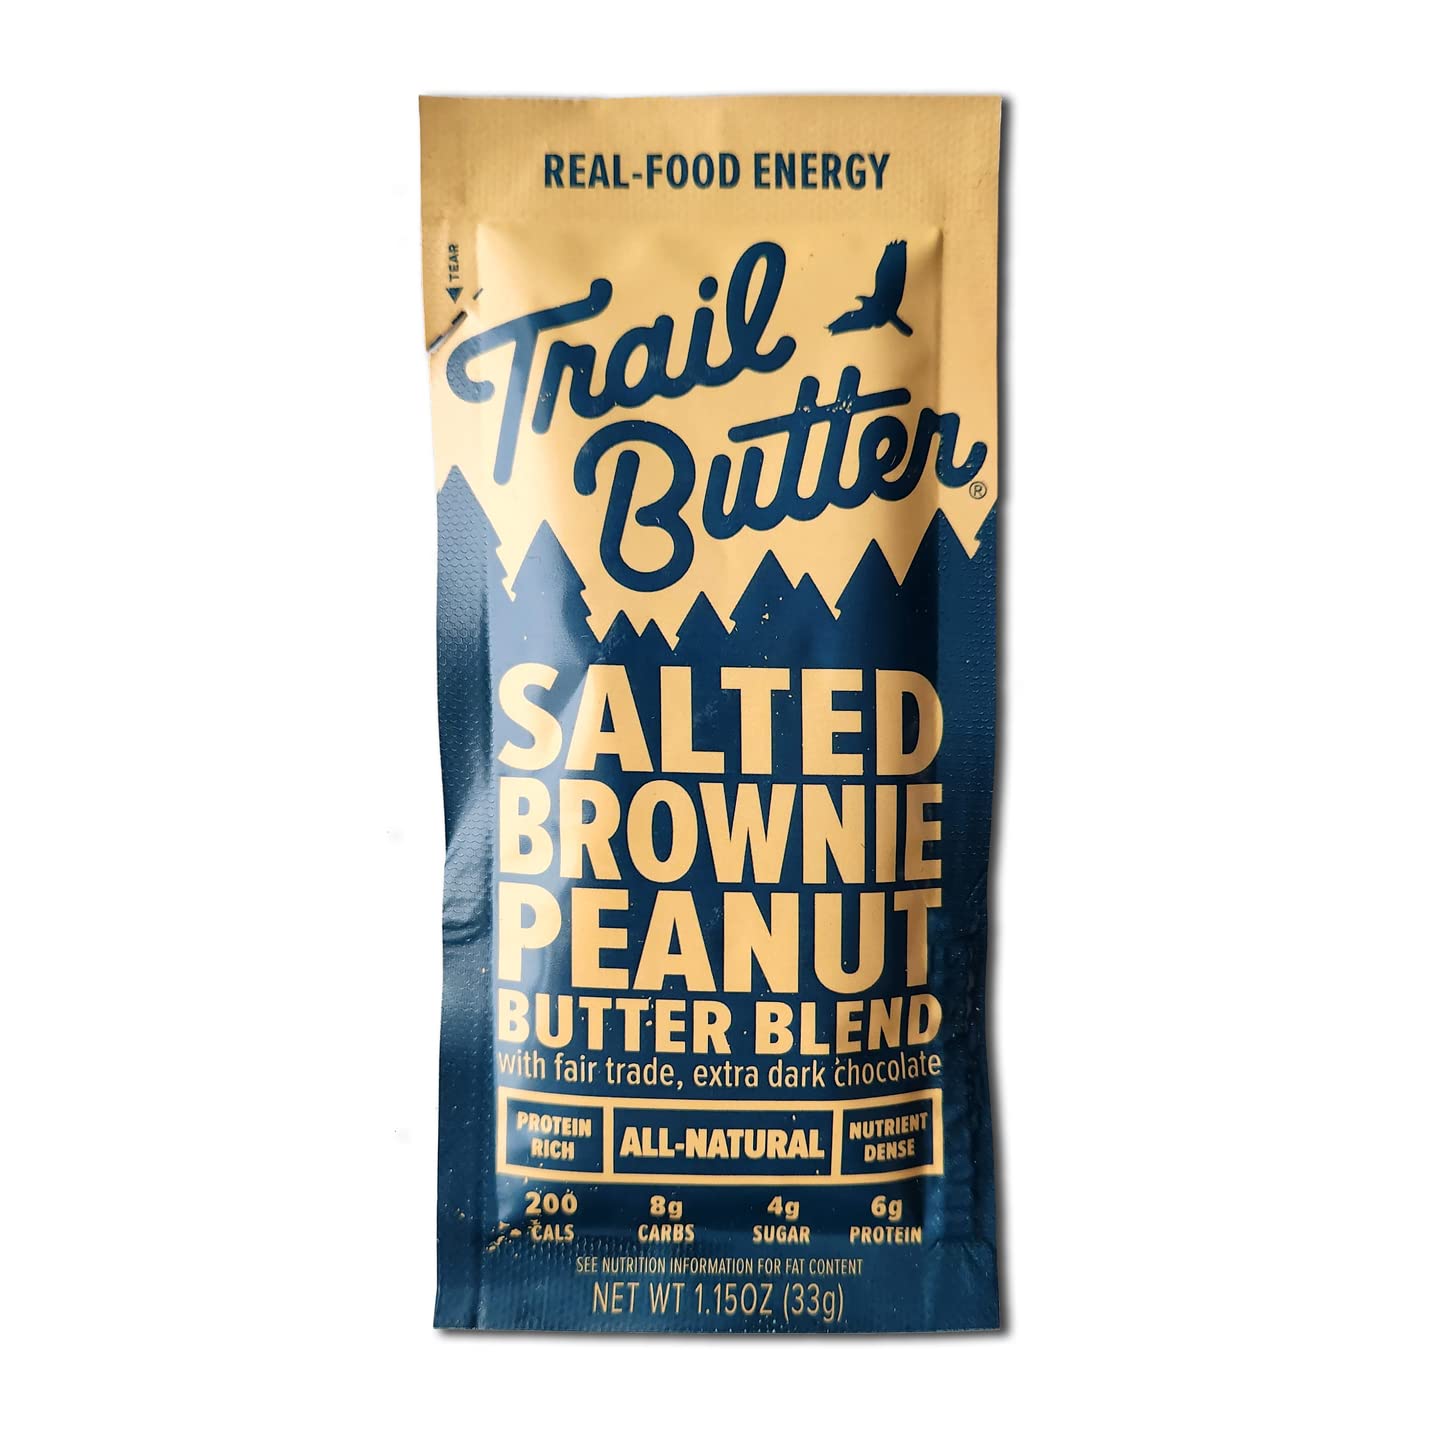 REAL-FOOD ENERGY
TEAR
Trail
Butter®
SALTED
BROWNIE
PEANUT
BUTTER BLEND
with fair trade, extra dark chocolate
PROTEIN
RICH
ALL-NATURAL
NUTRIENT
DENSE
200 8g 4g 6g
CALS CARBS SUGAR PROTEIN
SEE NUTRITION INFORMATION FOR FAT CONTENT
NET WT 1.15OZ (33g)